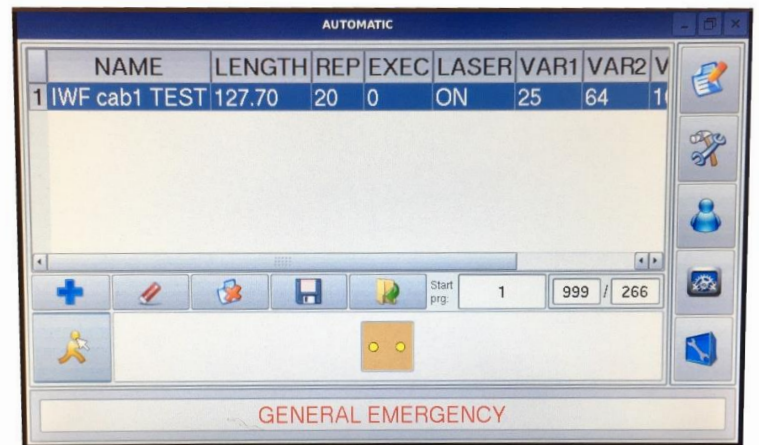 AUTOMATIC
NAME LENGTH REP EXEC LASER VAR1 VAR2 V
1 IWF cab1 TEST 127.70 20 0 ON 25 64
Start prg: 1 999 / 266
GENERAL EMERGENCY